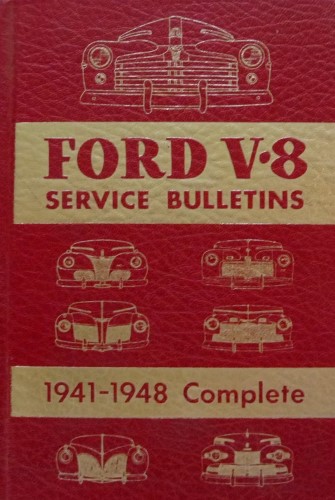 FORD V·8
SERVICE BULLETINS
1941-1948 Complete